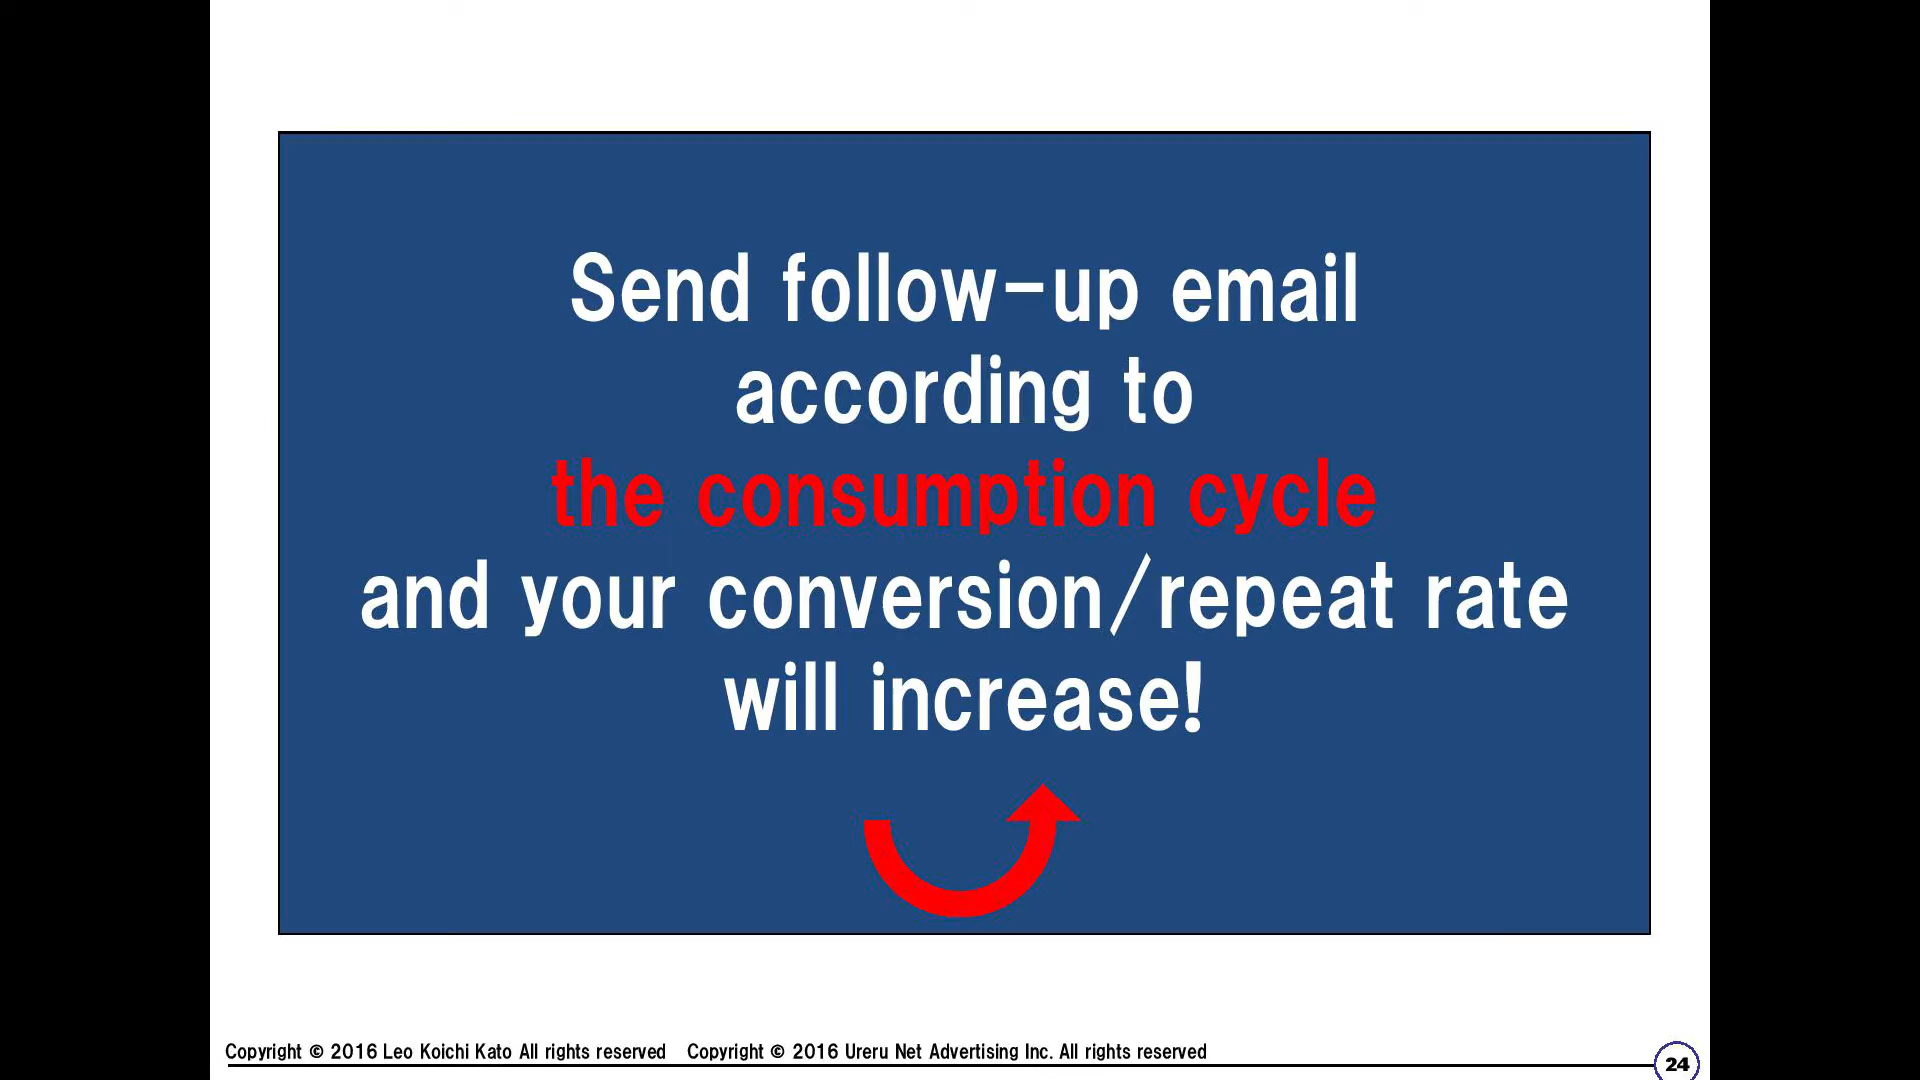 Send follow-up email
according to
the consumption cycle
and your conversion/repeat rate
will increase!
Copyright © 2016 Leo Koichi Kato All rights reserved Copyright © 2016 Ureru Net Advertising Inc. All rights reserved
24